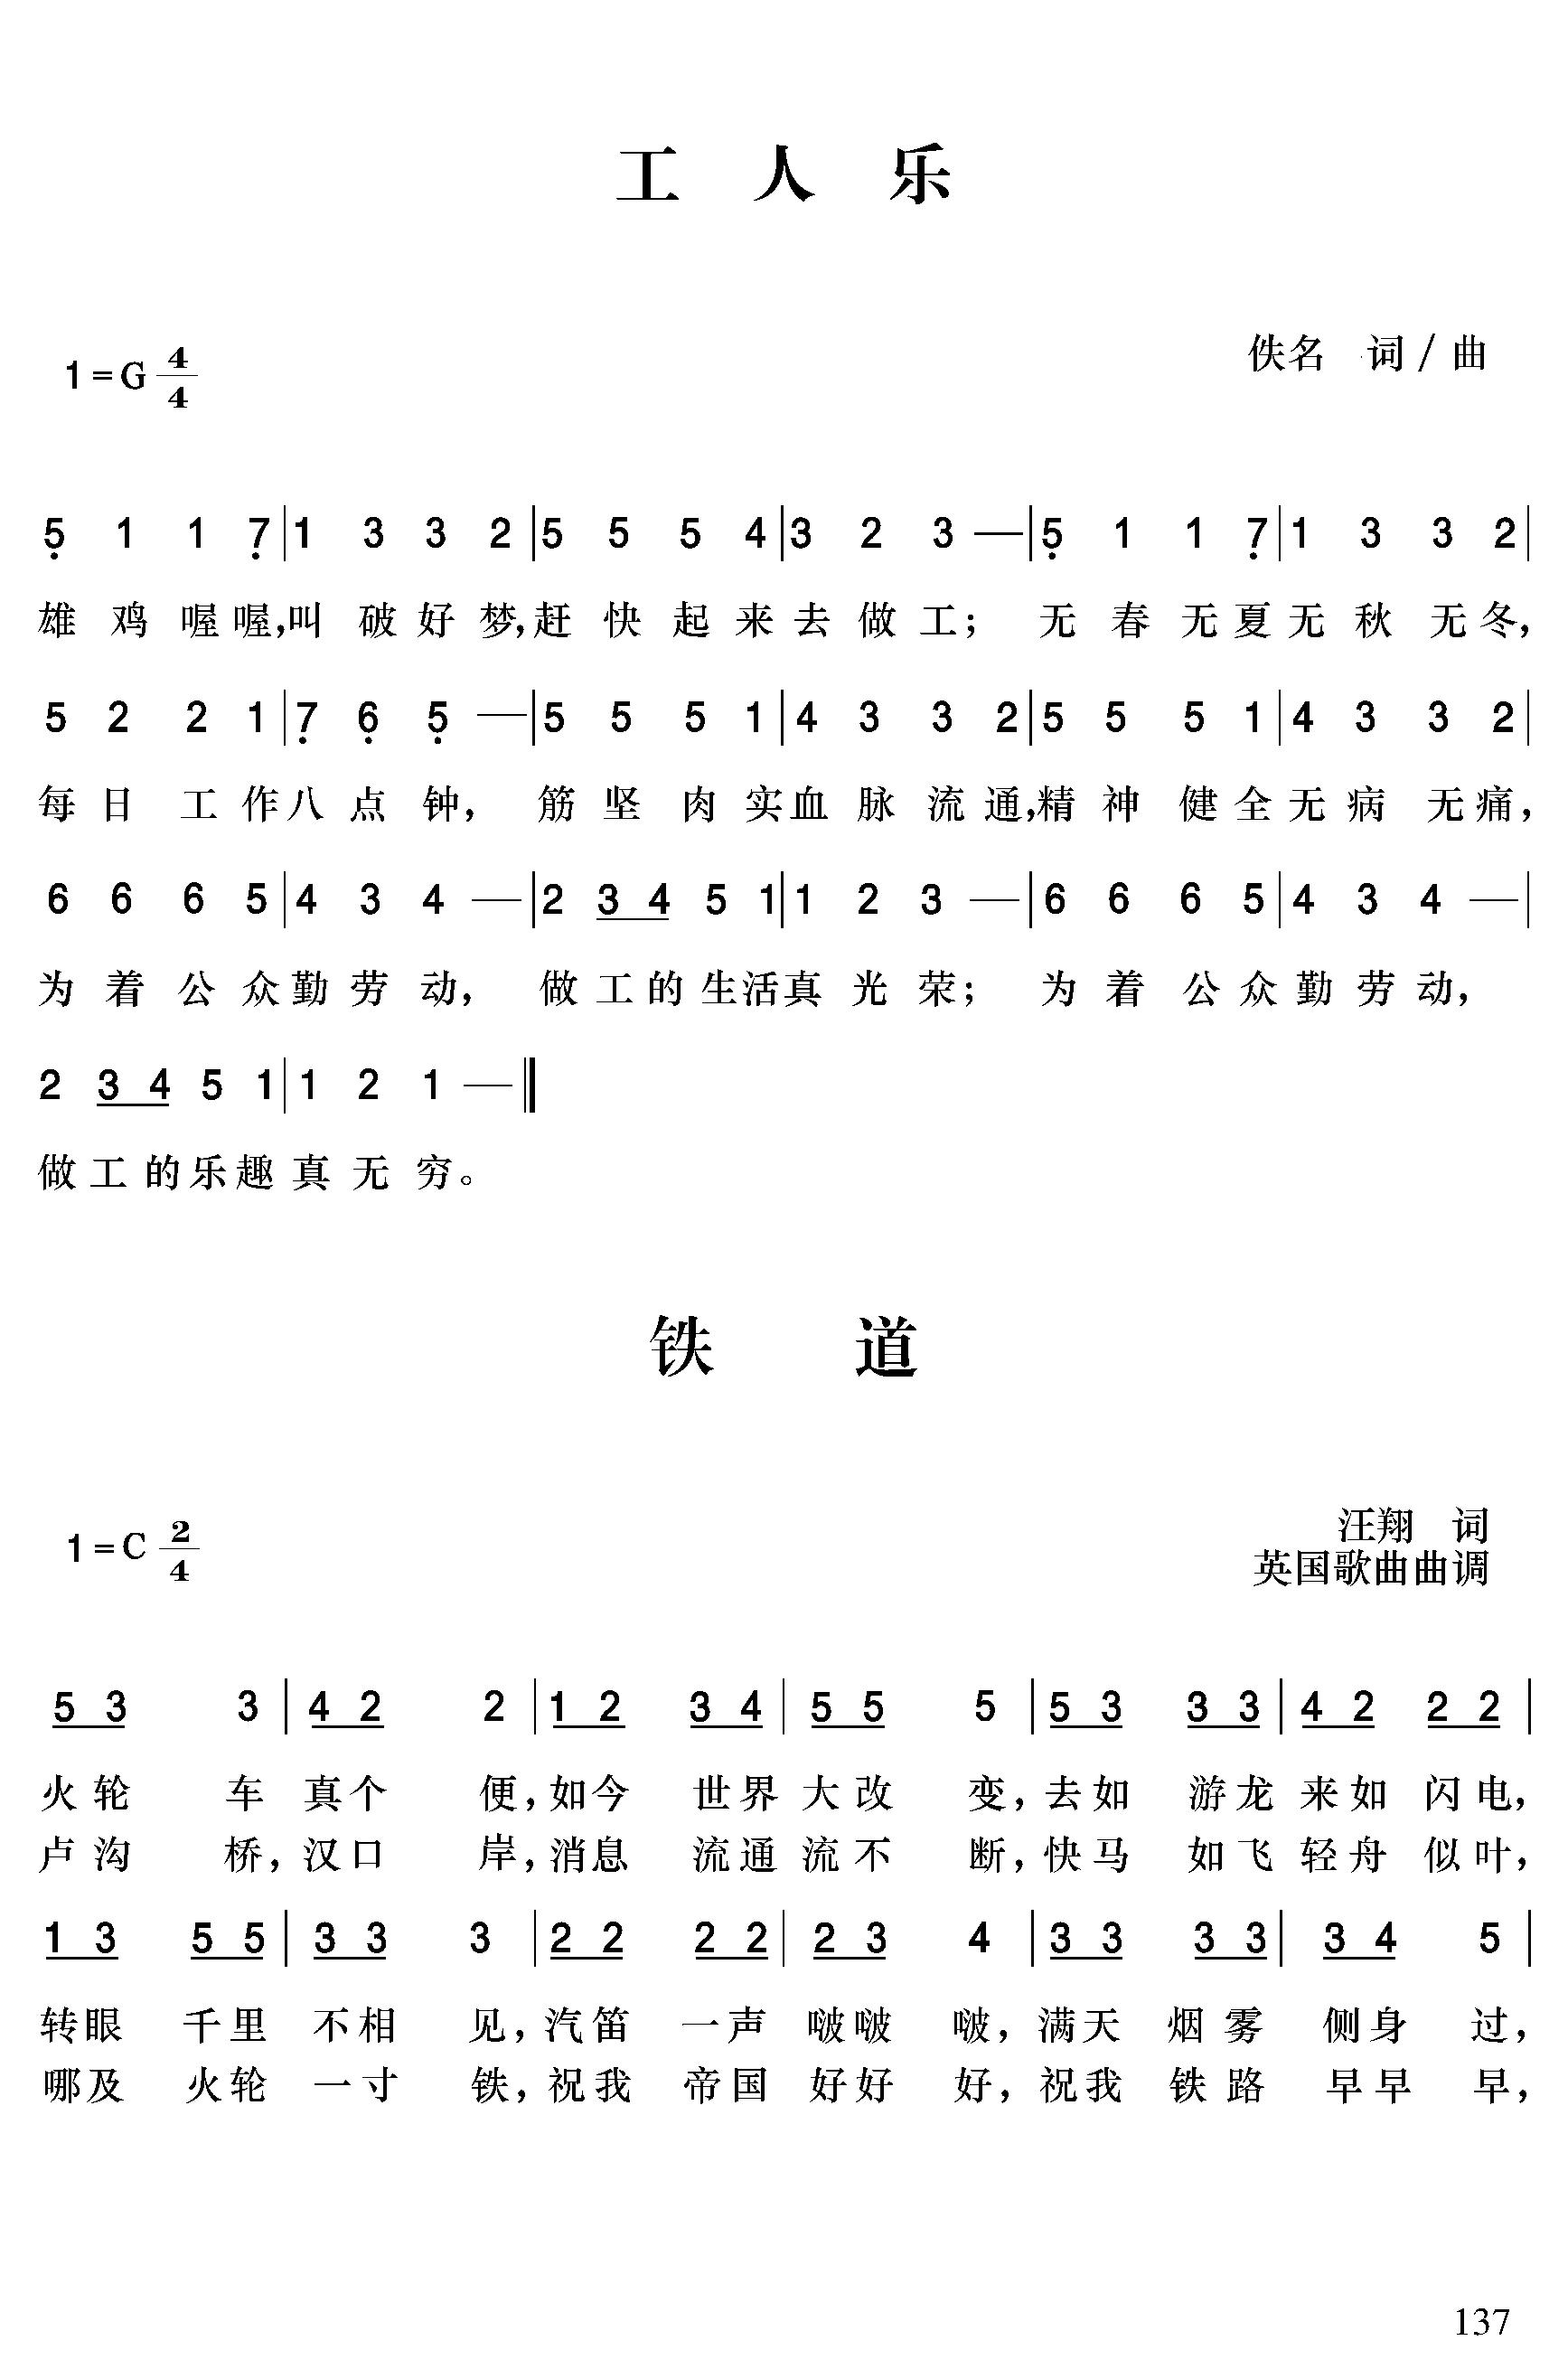 工 人 乐
佚名 词 / 曲
1 = G 4/4
5̣ 1 1 7̣ | 1 3 3 2 | 5 5 5 4 | 3 2 3 — | 5̣ 1 1 7̣ | 1 3 3 2 |
雄 鸡 喔 喔, 叫 破 好 梦, 赶 快 起 来 去 做 工; 无 春 无 夏 无 秋 无 冬,
5 2 2 1 | 7̣ 6̣ 5̣ — | 5 5 5 1 | 4 3 3 2 | 5 5 5 1 | 4 3 3 2 |
每 日 工 作 八 点 钟, 筋 坚 肉 实 血 脉 流 通, 精 神 健 全 无 病 无 痛,
6 6 6 5 | 4 3 4 — | 2 3 4 5 1 | 1 2 3 — | 6 6 6 5 | 4 3 4 — |
为 着 公 众 勤 劳 动, 做 工 的 生 活 真 光 荣; 为 着 公 众 勤 劳 动,
2 3 4 5 1 | 1 2 1 — ‖
做 工 的 乐 趣 真 无 穷。
铁 道
汪翔 词
1 = C 2/4
英国歌曲曲调
5 3 3 | 4 2 2 | 1 2 3 4 | 5 5 5 | 5 3 3 3 | 4 2 2 2 |
火 轮 车 真 个 便, 如 今 世 界 大 改 变, 去 如 游 龙 来 如 闪 电,
卢 沟 桥, 汉 口 岸, 消 息 流 通 流 不 断, 快 马 如 飞 轻 舟 似 叶,
1 3 5 5 | 3 3 3 | 2 2 2 2 | 2 3 4 | 3 3 3 3 | 3 4 5 |
转 眼 千 里 不 相 见, 汽 笛 一 声 啵 啵 啵, 满 天 烟 雾 侧 身 过,
哪 及 火 轮 一 寸 铁, 祝 我 帝 国 好 好 好, 祝 我 铁 路 早 早 早,
137